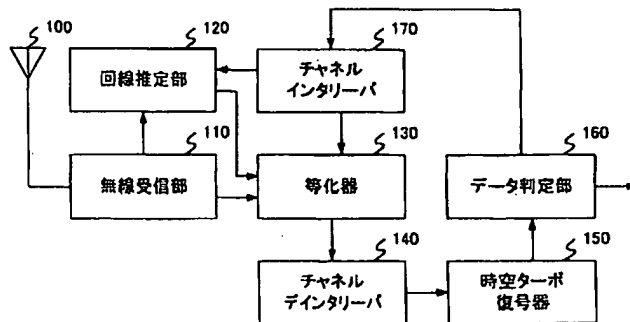 100
120
回線推定部
170
チャネル
インタリーバ
110
無線受信部
130
等化器
160
データ判定部
140
チャネル
デインタリーバ
150
時空ターボ
復号器